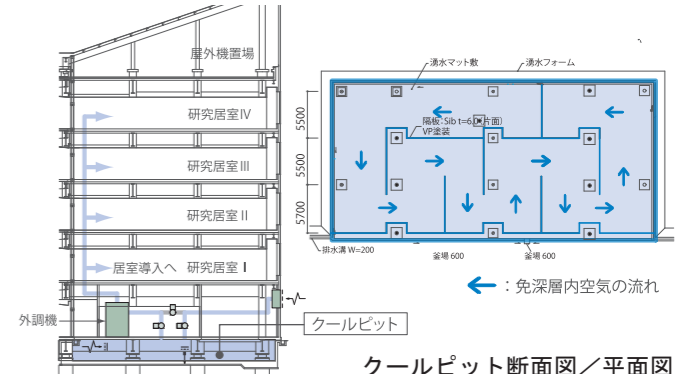 屋外機置場
研究居室Ⅳ
研究居室Ⅲ
研究居室Ⅱ
居室導入へ 研究居室Ⅰ
外調機
クールピット
湧水マット敷
湧水フォーム
5500
5500
5700
隔板：Sib t=6.0(片面)
VP塗装
排水溝 W=200
釜場 600
釜場 600
：免深層内空気の流れ
クールピット断面図／平面図